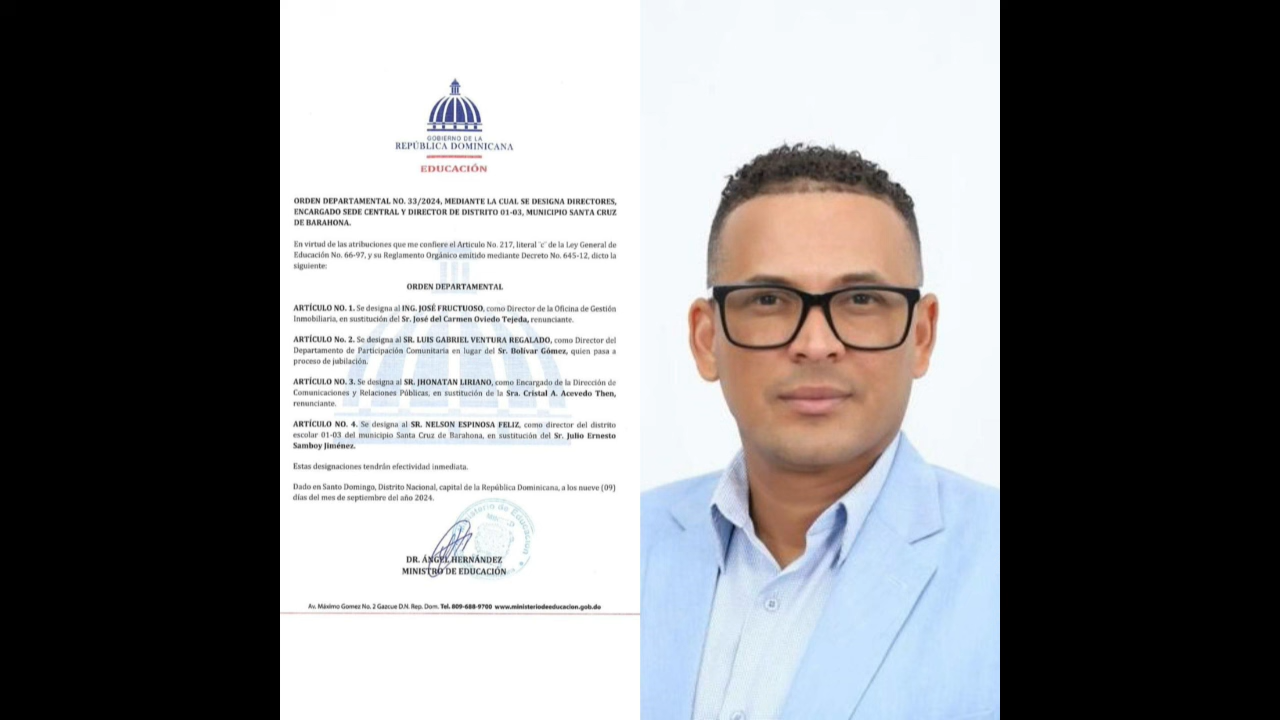 GOBIERNO DE LA
REPÚBLICA DOMINICANA
EDUCACIÓN
ORDEN DEPARTAMENTAL NO. 33/2024, MEDIANTE LA CUAL SE DESIGNA DIRECTORES,
ENCARGADO SEDE CENTRAL Y DIRECTOR DE DISTRITO 01-03, MUNICIPIO SANTA CRUZ
DE BARAHONA.
En virtud de las atribuciones que me confiere el Artículo No. 217, literal "c" de la Ley General de
Educación No. 66-97, y su Reglamento Orgánico emitido mediante Decreto No. 645-12, dicto la
siguiente:
ORDEN DEPARTAMENTAL
ARTÍCULO NO. 1. Se designa al ING. JOSÉ FRUCTUOSO, como Director de la Oficina de Gestión
Inmobiliaria, en sustitución del Sr. José del Carmen Oviedo Tejeda, renunciante.
ARTÍCULO No. 2. Se designa al SR. LUIS GABRIEL VENTURA REGALADO, como Director del
Departamento de Participación Comunitaria en lugar del Sr. Bolívar Gómez, quien pasa a
proceso de jubilación.
ARTÍCULO NO. 3. Se designa al SR. JHONATAN LIRIANO, como Encargado de la Dirección de
Comunicaciones y Relaciones Públicas, en sustitución de la Sra. Cristal A. Acevedo Then,
renunciante.
ARTÍCULO NO. 4. Se designa al SR. NELSON ESPINOSA FELIZ, como director del distrito
escolar 01-03 del municipio Santa Cruz de Barahona, en sustitución del Sr. Julio Ernesto
Samboy Jiménez.
Estas designaciones tendrán efectividad inmediata.
Dado en Santo Domingo, Distrito Nacional, capital de la República Dominicana, a los nueve (09)
días del mes de septiembre del año 2024.
Ministerio de Educación
DR. ÁNGEL HERNÁNDEZ
MINISTRO DE EDUCACIÓN
Av. Máximo Gomez No. 2 Gazcue D.N. Rep. Dom. Tel. 809-688-9700 www.ministeriodeeducacion.gob.do